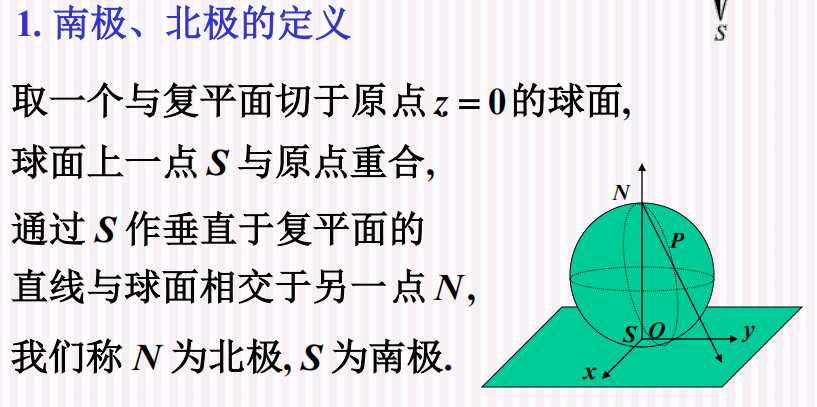 1. 南极、北极的定义
S
取一个与复平面切于原点 z = 0 的球面,
球面上一点 S 与原点重合,
通过 S 作垂直于复平面的
直线与球面相交于另一点 N,
我们称 N 为北极, S 为南极.
N
P
S O
y
x